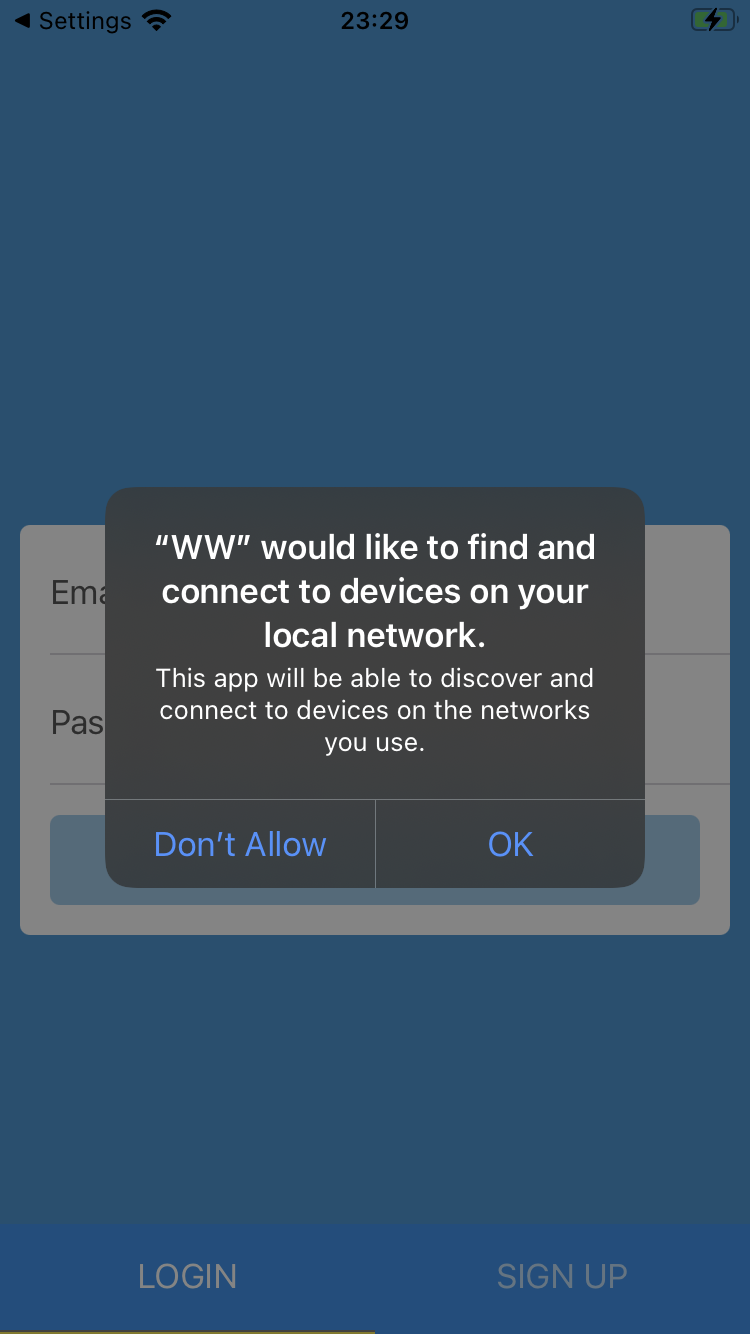 Settings
23:29
“WW” would like to find and
connect to devices on your
local network.
This app will be able to discover and
connect to devices on the networks
you use.
Ema
Pas
Don’t Allow
OK
LOGIN
SIGN UP